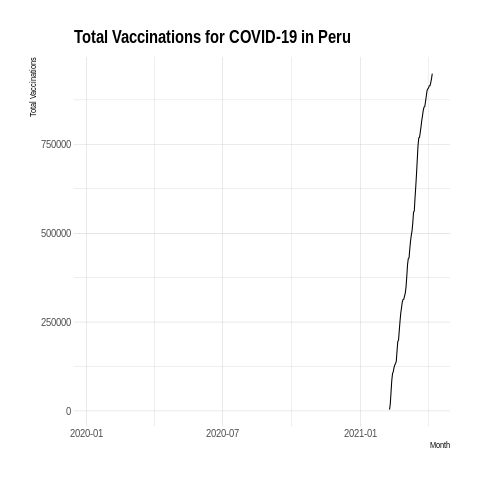 Total Vaccinations for COVID-19 in Peru
Total Vaccinations
750000
500000
250000
0
2020-01
2020-07
2021-01
Month